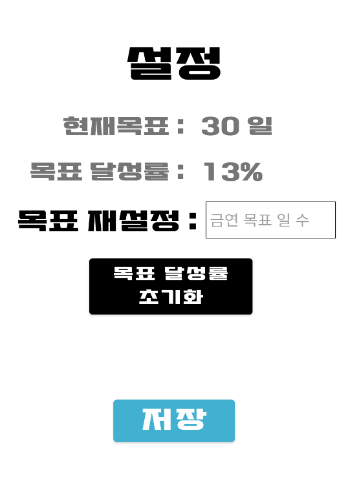 설정
현재목표 : 30 일
목표 달성률 : 13%
목표 재설정 : 금연 목표 일 수
목표 달성률
초기화
저장